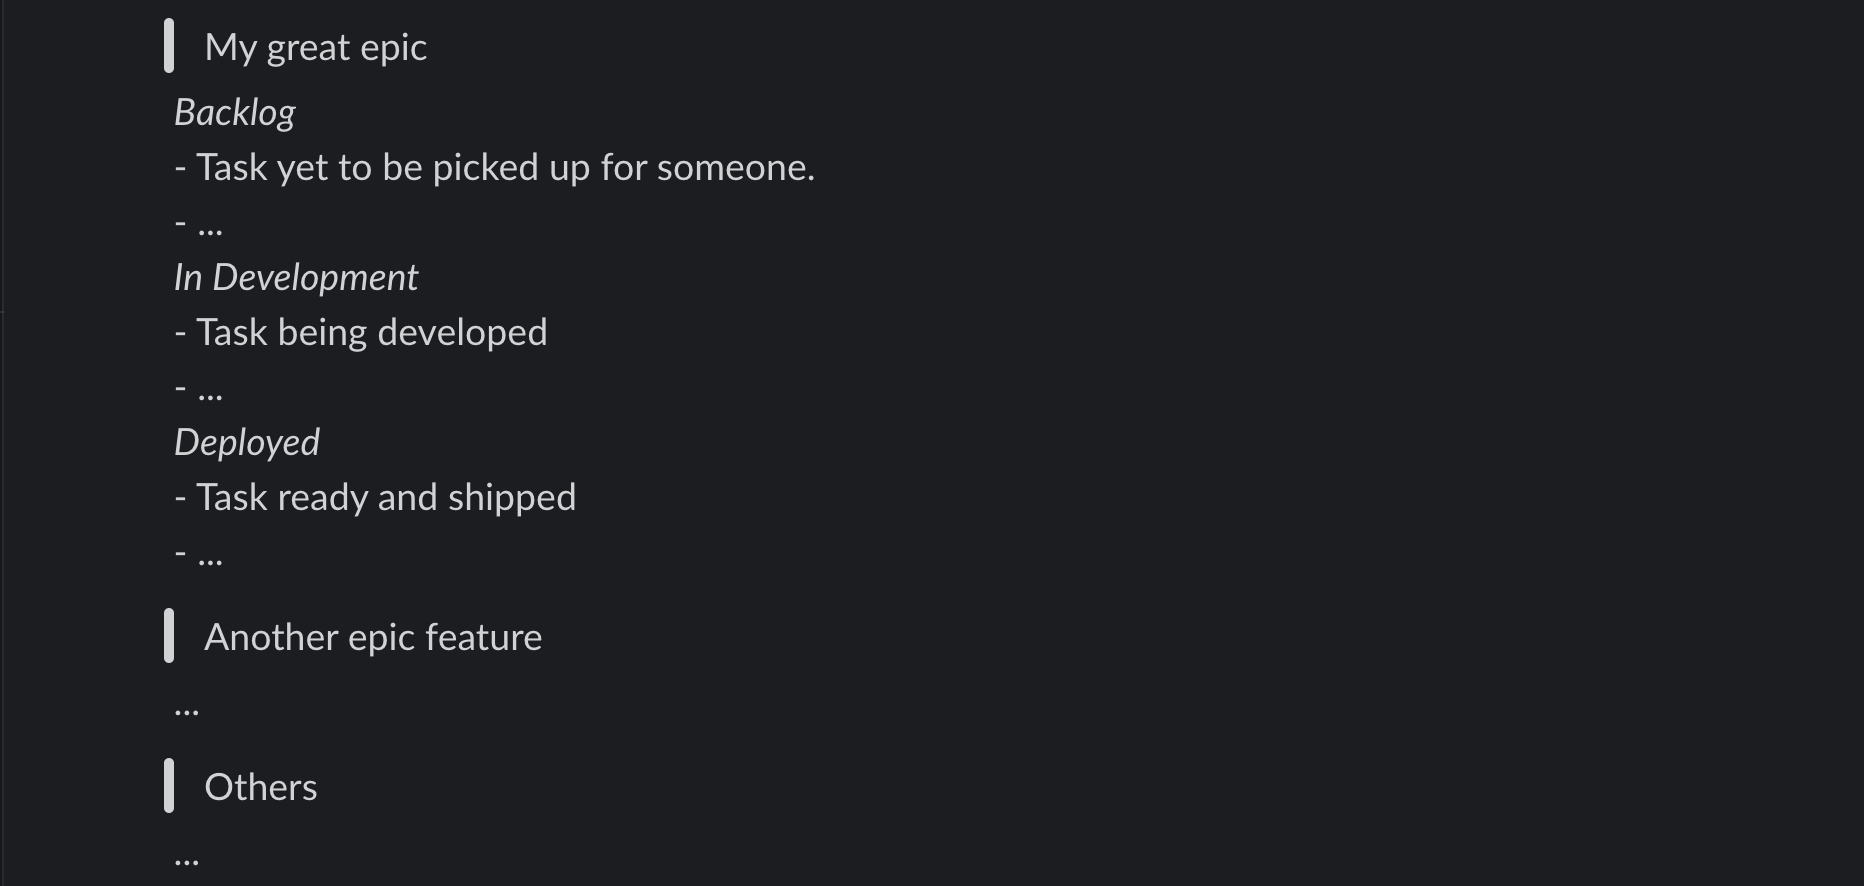 My great epic
Backlog
- Task yet to be picked up for someone.
- ...
In Development
- Task being developed
- ...
Deployed
- Task ready and shipped
- ...
Another epic feature
...
Others
...